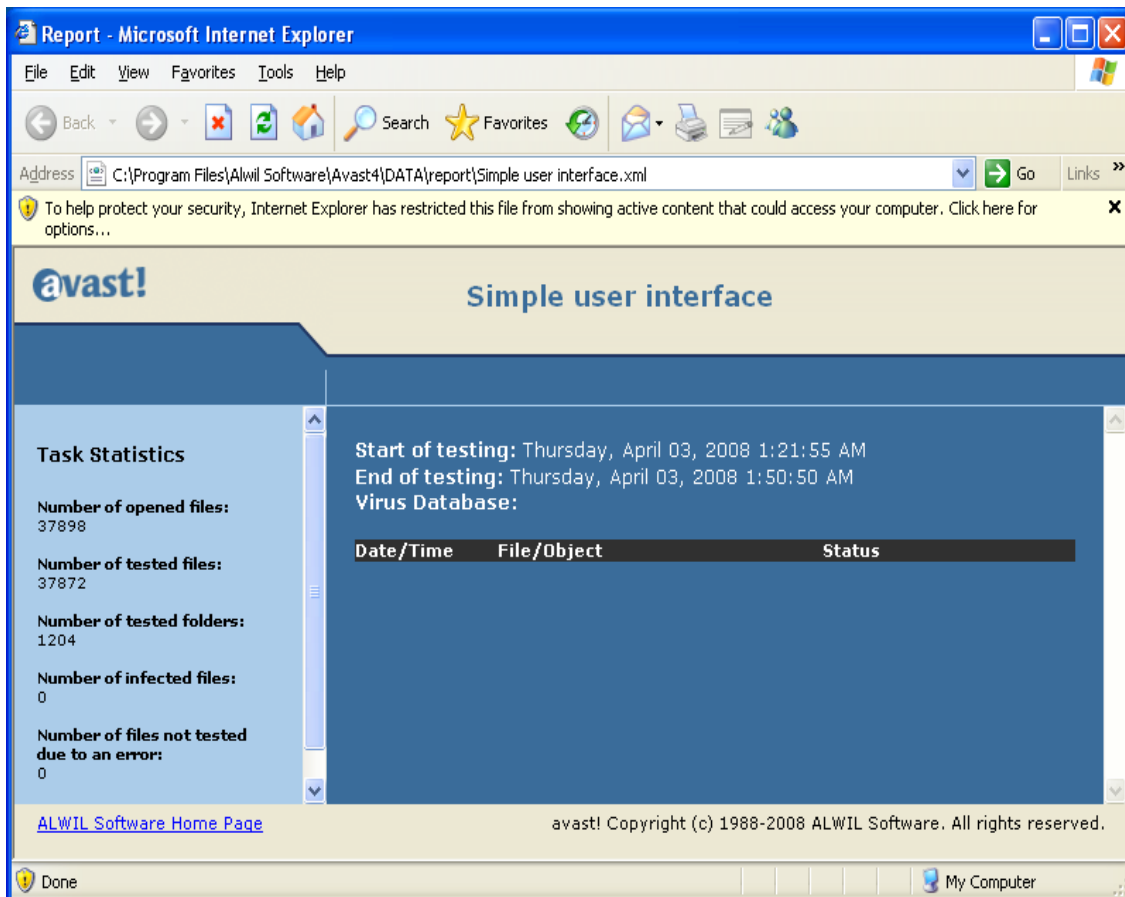 Report - Microsoft Internet Explorer
File Edit View Favorites Tools Help
Back Search Favorites
Address C:\Program Files\Alwil Software\Avast4\DATA\report\Simple user interface.xml Go Links »
To help protect your security, Internet Explorer has restricted this file from showing active content that could access your computer. Click here for
options...
avast!
Simple user interface
Task Statistics
Number of opened files:
37898
Number of tested files:
37872
Number of tested folders:
1204
Number of infected files:
0
Number of files not tested
due to an error:
0
Start of testing: Thursday, April 03, 2008 1:21:55 AM
End of testing: Thursday, April 03, 2008 1:50:50 AM
Virus Database:
Date/Time File/Object Status
ALWIL Software Home Page
avast! Copyright (c) 1988-2008 ALWIL Software. All rights reserved.
Done My Computer